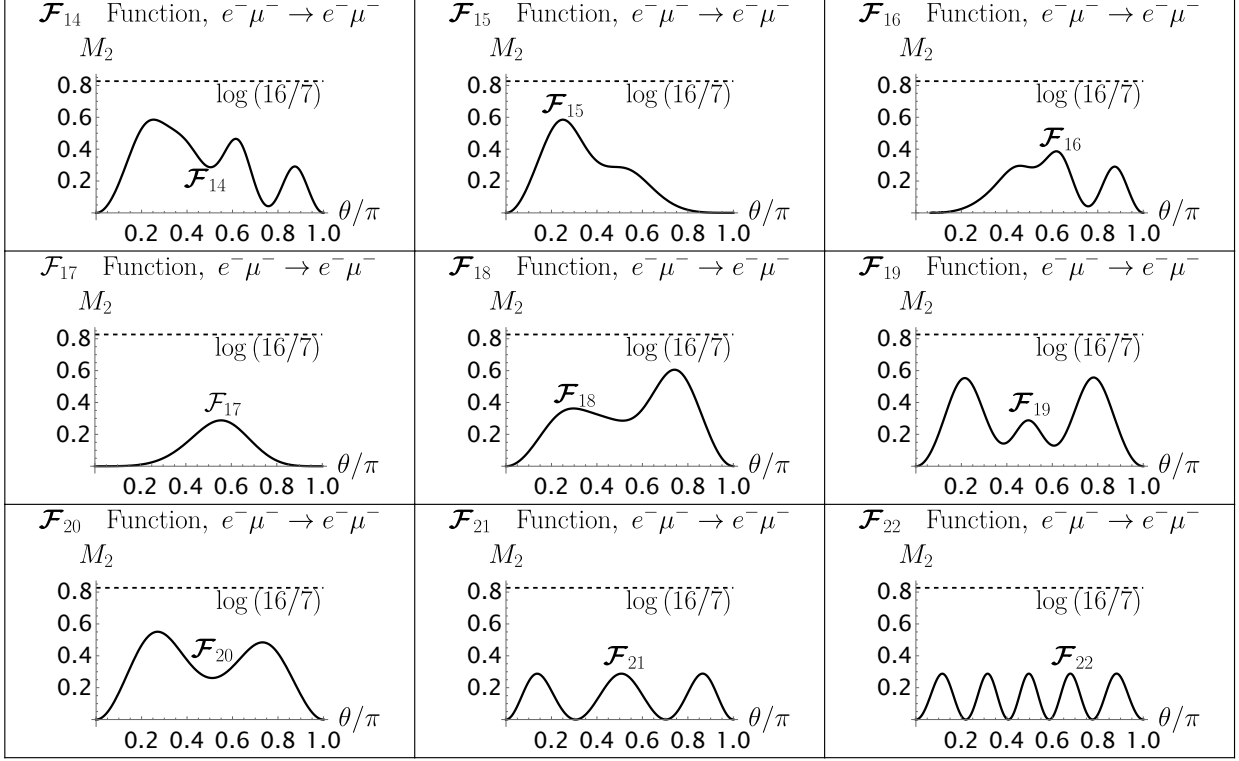 𝓕₁₄ Function, e⁻μ⁻ → e⁻μ⁻
M₂
0.8
log (16/7)
0.6
0.4
𝓕₁₄
0.2
θ/π
0.2 0.4 0.6 0.8 1.0
𝓕₁₅ Function, e⁻μ⁻ → e⁻μ⁻
M₂
0.8
log (16/7)
𝓕₁₅
0.6
0.4
0.2
θ/π
0.2 0.4 0.6 0.8 1.0
𝓕₁₆ Function, e⁻μ⁻ → e⁻μ⁻
M₂
0.8
log (16/7)
0.6
𝓕₁₆
0.4
0.2
θ/π
0.2 0.4 0.6 0.8 1.0
ℱ₁₇ Function, e⁻μ⁻ → e⁻μ⁻
M₂
0.8
log (16/7)
0.6
0.4
ℱ₁₇
0.2
θ/π
0.2 0.4 0.6 0.8 1.0
𝓕₁₈ Function, e⁻μ⁻ → e⁻μ⁻
M₂
0.8
log (16/7)
0.6
0.4
𝓕₁₈
0.2
θ/π
0.2 0.4 0.6 0.8 1.0
𝓕₁₉ Function, e⁻μ⁻ → e⁻μ⁻
M₂
0.8
log (16/7)
0.6
0.4
𝓕₁₉
0.2
θ/π
0.2 0.4 0.6 0.8 1.0
𝓕₂₀ Function, e⁻μ⁻ → e⁻μ⁻
M₂
0.8
log (16/7)
0.6
0.4
𝓕₂₀
0.2
θ/π
0.2 0.4 0.6 0.8 1.0
𝓕₂₁ Function, e⁻μ⁻ → e⁻μ⁻
M₂
0.8
log (16/7)
0.6
0.4
𝓕₂₁
0.2
θ/π
0.2 0.4 0.6 0.8 1.0
𝓕₂₂ Function, e⁻μ⁻ → e⁻μ⁻
M₂
0.8
log (16/7)
0.6
0.4
𝓕₂₂
0.2
θ/π
0.2 0.4 0.6 0.8 1.0